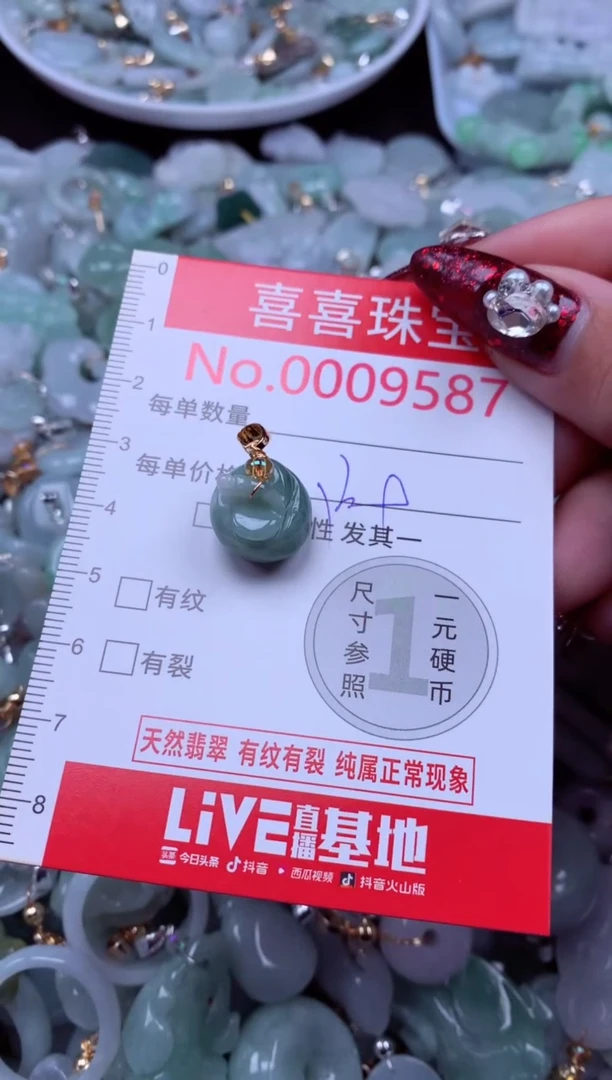 0
喜喜珠宝
No.0009587
1
2
每单数量
3
每单价格
4
性 发其一
5
有纹
尺寸参照
1
一元硬币
6
有裂
7
天然翡翠 有纹有裂 纯属正常现象
8
LIVE直播基地
头条 今日头条 抖音 西瓜视频 抖音火山版